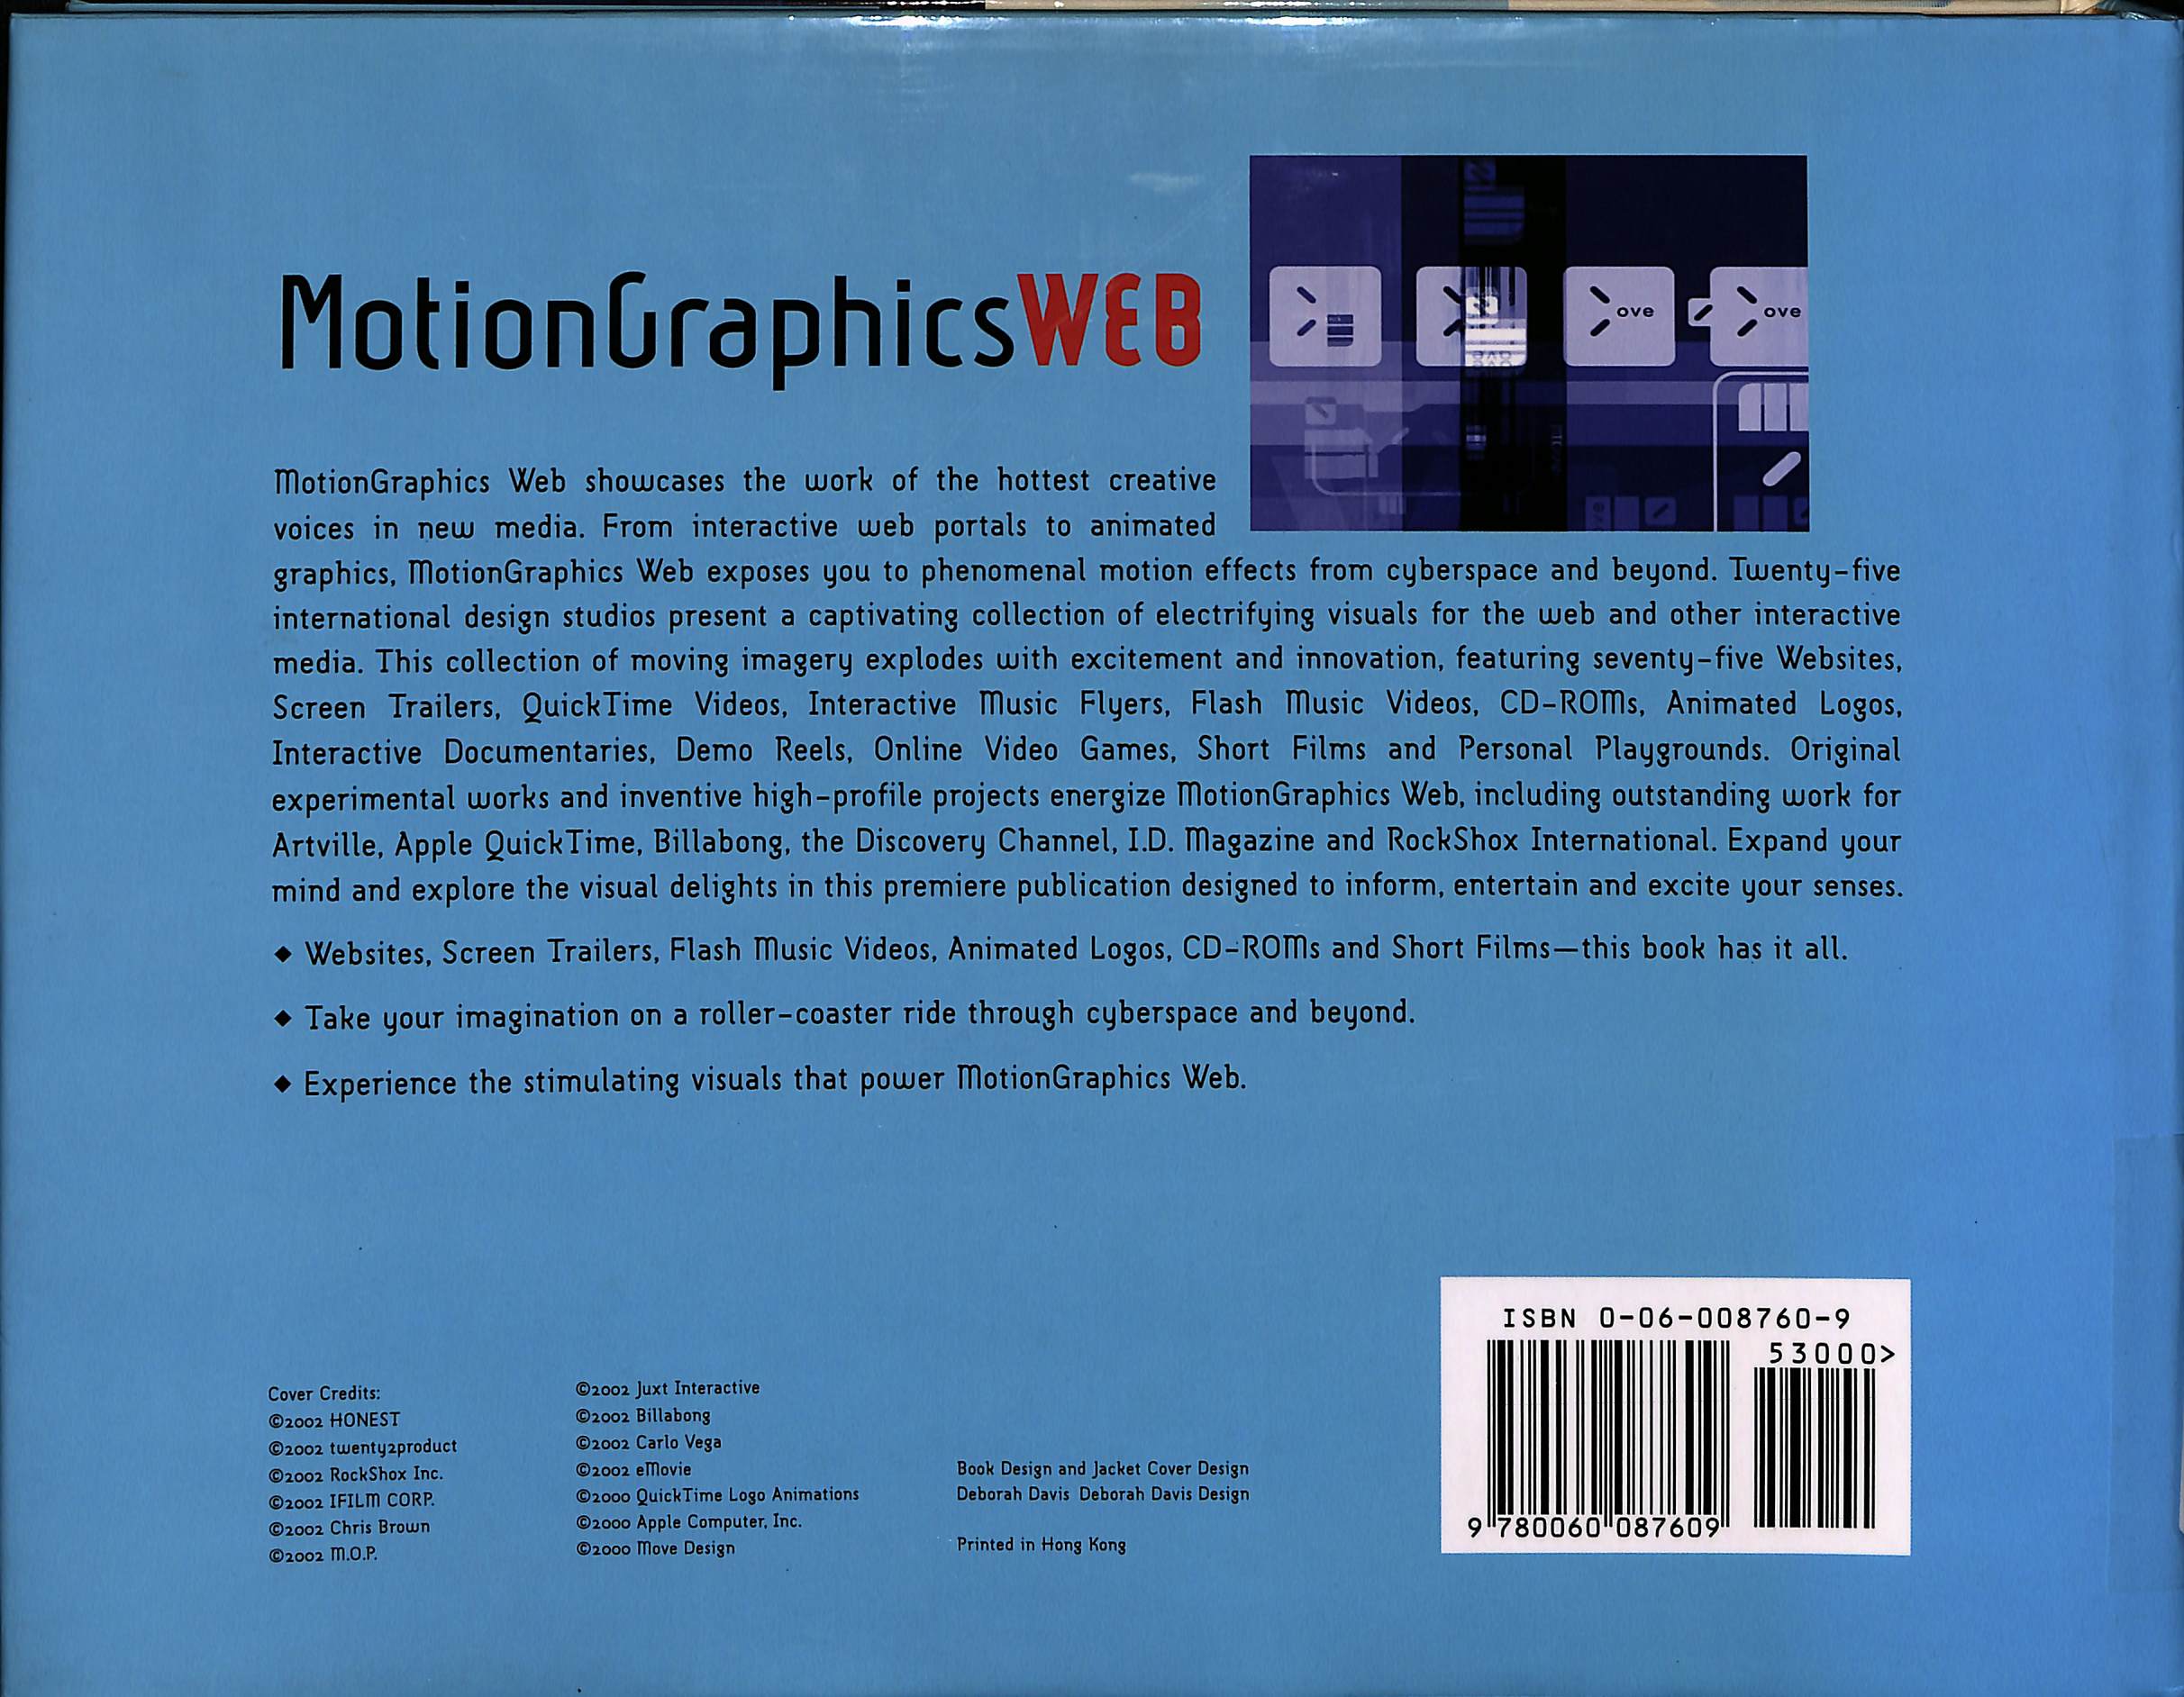 MotionGraphicsWEB
ove
ove
MotionGraphics Web showcases the work of the hottest creative
voices in new media. From interactive web portals to animated
graphics, MotionGraphics Web exposes you to phenomenal motion effects from cyberspace and beyond. Twenty-five
international design studios present a captivating collection of electrifying visuals for the web and other interactive
media. This collection of moving imagery explodes with excitement and innovation, featuring seventy-five Websites,
Screen Trailers, QuickTime Videos, Interactive Music Flyers, Flash Music Videos, CD-ROMs, Animated Logos,
Interactive Documentaries, Demo Reels, Online Video Games, Short Films and Personal Playgrounds. Original
experimental works and inventive high-profile projects energize MotionGraphics Web, including outstanding work for
Artville, Apple QuickTime, Billabong, the Discovery Channel, I.D. Magazine and RockShox International. Expand your
mind and explore the visual delights in this premiere publication designed to inform, entertain and excite your senses.
◆ Websites, Screen Trailers, Flash Music Videos, Animated Logos, CD-ROMs and Short Films—this book has it all.
◆ Take your imagination on a roller-coaster ride through cyberspace and beyond.
◆ Experience the stimulating visuals that power MotionGraphics Web.
Cover Credits:
©2002 HONEST
©2002 twenty2product
©2002 RockShox Inc.
©2002 IFILM CORP.
©2002 Chris Brown
©2002 M.O.P.
©2002 Juxt Interactive
©2002 Billabong
©2002 Carlo Vega
©2002 eMovie
©2000 QuickTime Logo Animations
©2000 Apple Computer, Inc.
©2000 Move Design
Book Design and Jacket Cover Design
Deborah Davis Deborah Davis Design
Printed in Hong Kong
ISBN 0-06-008760-9
53000>
9 780060 087609